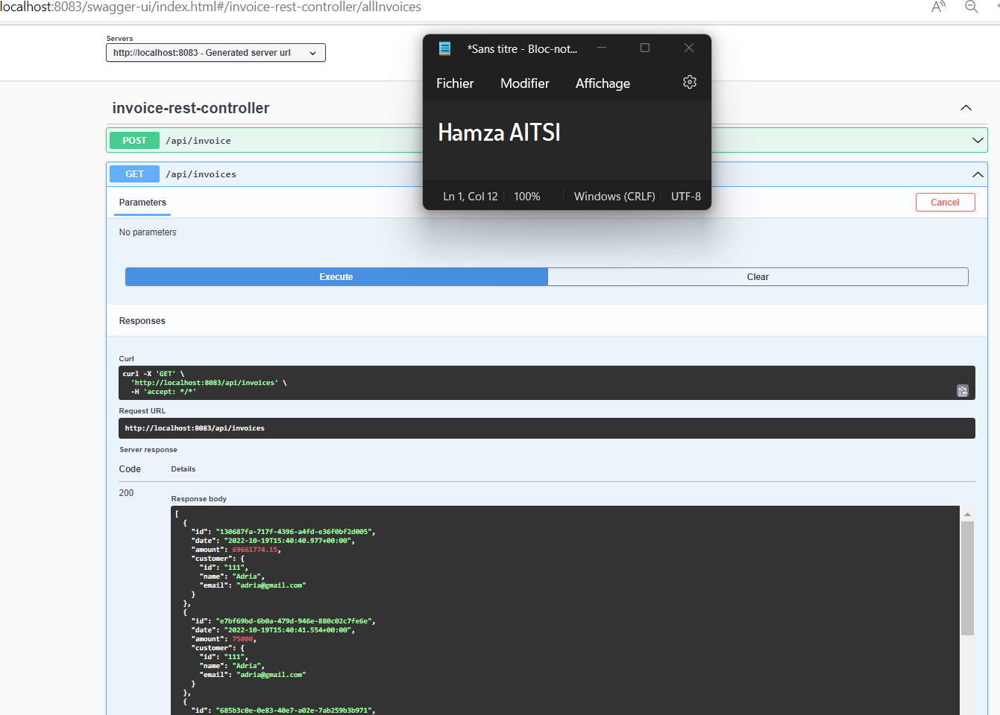 localhost:8083/swagger-ui/index.html#/invoice-rest-controller/allInvoices
Servers
http://localhost:8083 - Generated server url
*Sans titre - Bloc-not...
Fichier Modifier Affichage
Hamza AITSI
Ln 1, Col 12 100% Windows (CRLF) UTF-8
invoice-rest-controller
POST /api/invoice
GET /api/invoices
Parameters
Cancel
No parameters
Execute
Clear
Responses
Curl
curl -X 'GET' \
'http://localhost:8083/api/invoices' \
-H 'accept: */*'
Request URL
http://localhost:8083/api/invoices
Server response
Code Details
200
Response body
[
{
"id": "130687fa-717f-4396-a4fd-e36f0bf2d005",
"date": "2022-10-19T15:40:40.977+00:00",
"amount": 69661774.15,
"customer": {
"id": "111",
"name": "Adria",
"email": "adria@gmail.com"
}
},
{
"id": "e7bf69bd-6b0a-479d-946e-880c02c7fe6e",
"date": "2022-10-19T15:40:41.554+00:00",
"amount": 75000,
"customer": {
"id": "111",
"name": "Adria",
"email": "adria@gmail.com"
}
},
{
"id": "685b3c0e-0e83-40e7-a02e-7ab259b3b971",